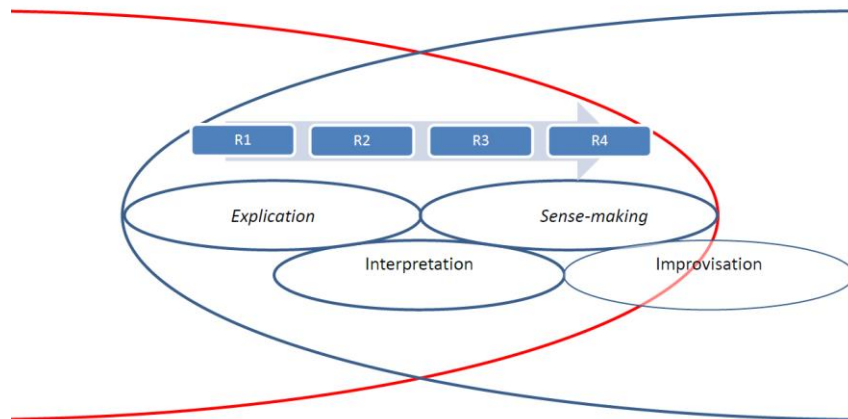 R1 R2 R3 R4
Explication Sense-making
Interpretation Improvisation